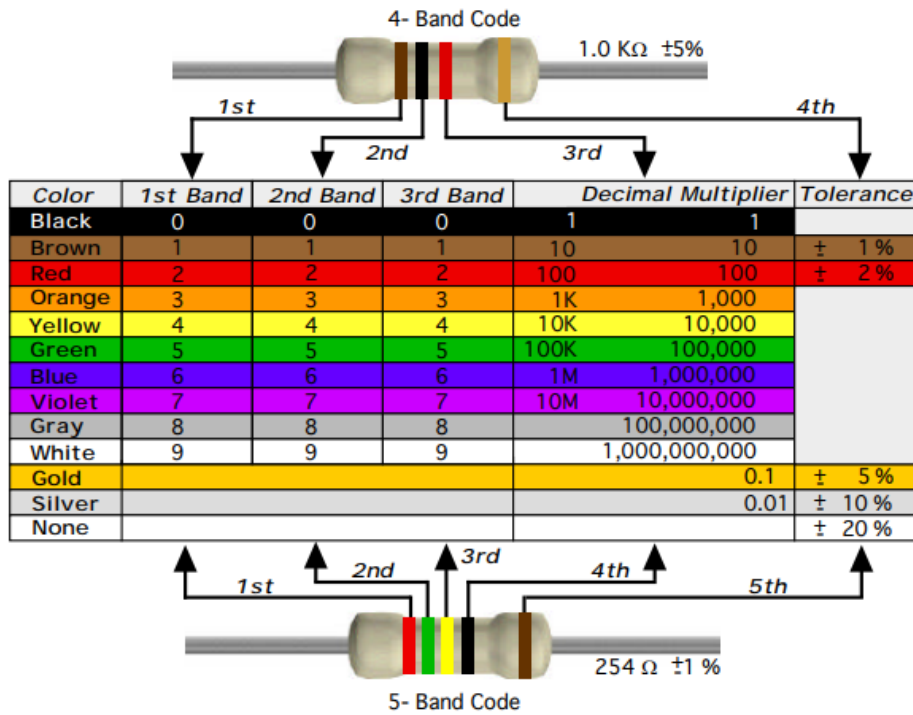 4- Band Code
1.0 KΩ ±5%
1st
2nd
3rd
4th
Color 1st Band 2nd Band 3rd Band Decimal Multiplier Tolerance
Black 0 0 0 1 1
Brown 1 1 1 10 10 ± 1 %
Red 2 2 2 100 100 ± 2 %
Orange 3 3 3 1K 1,000
Yellow 4 4 4 10K 10,000
Green 5 5 5 100K 100,000
Blue 6 6 6 1M 1,000,000
Violet 7 7 7 10M 10,000,000
Gray 8 8 8 100,000,000
White 9 9 9 1,000,000,000
Gold 0.1 ± 5 %
Silver 0.01 ± 10 %
None ± 20 %
1st
2nd
3rd
4th
5th
254 Ω ±1 %
5- Band Code